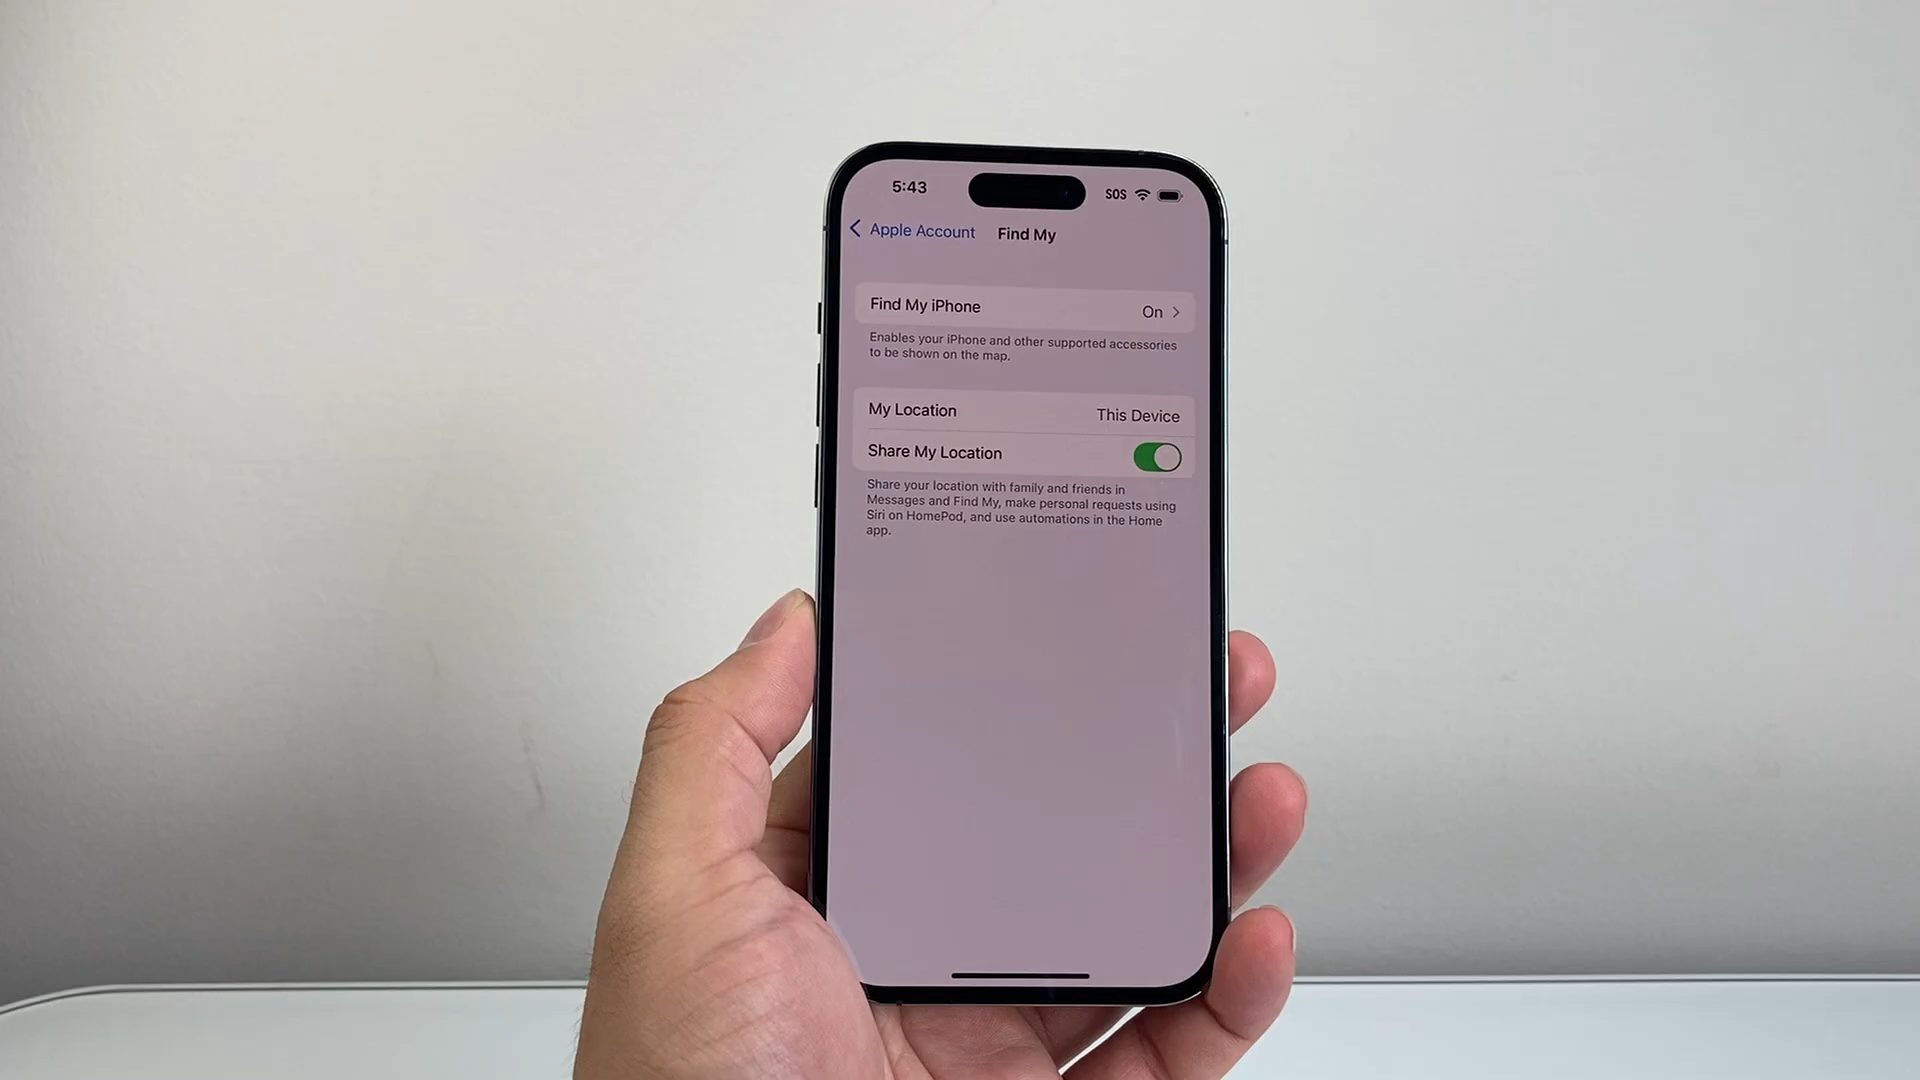 5:43 SOS
Apple Account Find My
Find My iPhone On
Enables your iPhone and other supported accessories
to be shown on the map.
My Location This Device
Share My Location
Share your location with family and friends in
Messages and Find My, make personal requests using
Siri on HomePod, and use automations in the Home
app.